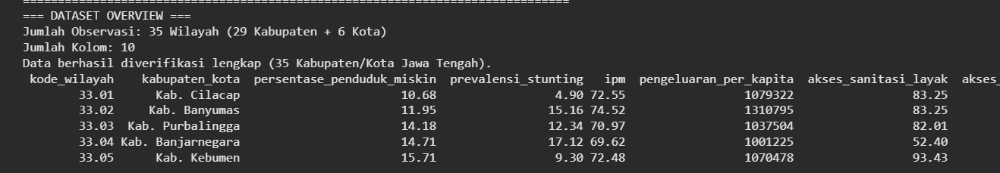 ==============================================================================
=== DATASET OVERVIEW ===
Jumlah Observasi: 35 Wilayah (29 Kabupaten + 6 Kota)
Jumlah Kolom: 10
Data berhasil diverifikasi lengkap (35 Kabupaten/Kota Jawa Tengah).
kode_wilayah kabupaten_kota persentase_penduduk_miskin prevalensi_stunting ipm pengeluaran_per_kapita akses_sanitasi_layak akses_
33.01 Kab. Cilacap 10.68 4.90 72.55 1079322 83.25
33.02 Kab. Banyumas 11.95 15.16 74.52 1310795 83.25
33.03 Kab. Purbalingga 14.18 12.34 70.97 1037504 82.01
33.04 Kab. Banjarnegara 14.71 17.12 69.62 1001225 52.40
33.05 Kab. Kebumen 15.71 9.30 72.48 1070478 93.43